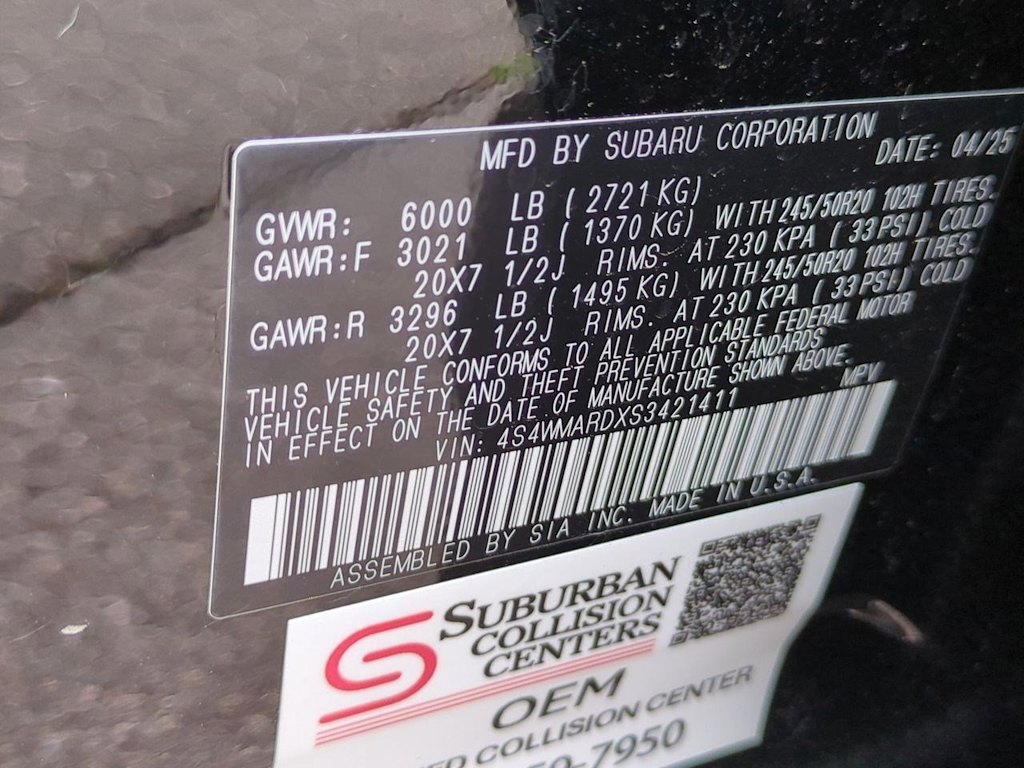 MFD BY SUBARU CORPORATION
DATE: 04/25
GVWR: 6000 LB ( 2721 KG)
GAWR:F 3021 LB ( 1370 KG) WITH 245/50R20 102H TIRES.
20X7 1/2J RIMS. AT 230 KPA ( 33 PSI) COLD
GAWR:R 3296 LB ( 1495 KG) WITH 245/50R20 102H TIRES.
20X7 1/2J RIMS. AT 230 KPA ( 33 PSI) COLD
THIS VEHICLE CONFORMS TO ALL APPLICABLE FEDERAL MOTOR
VEHICLE SAFETY AND THEFT PREVENTION STANDARDS
IN EFFECT ON THE DATE OF MANUFACTURE SHOWN ABOVE.
VIN: 4S4WMARDXS3421411 MPV
ASSEMBLED BY SIA INC. MADE IN U.S.A.
SUBURBAN
COLLISION
CENTERS
OEM
COLLISION CENTER
7950